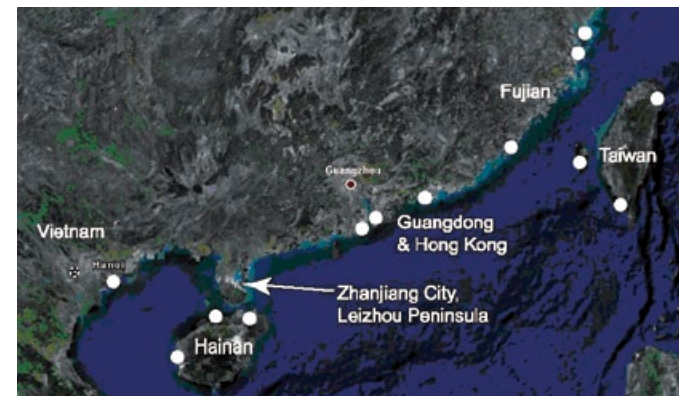 Fujian
Taiwan
Guangzhou
Guangdong
& Hong Kong
Vietnam
Hanoi
Zhanjiang City,
Leizhou Peninsula
Hainan